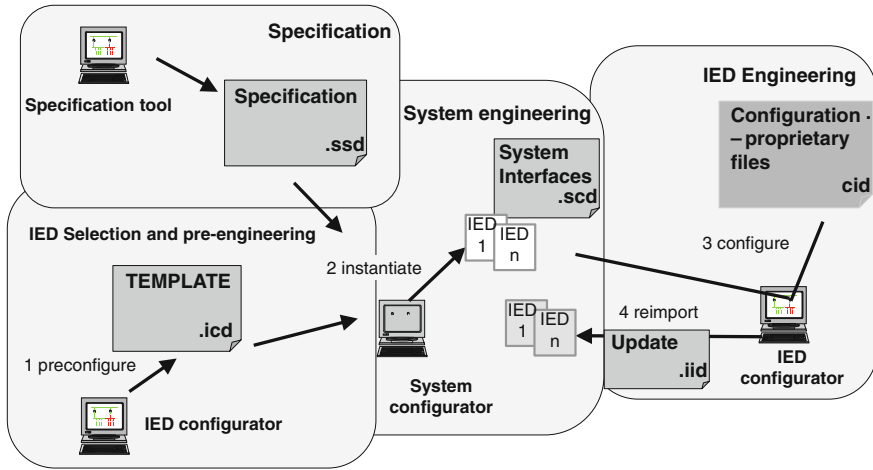 Specification
Specification tool
Specification
.ssd
IED Selection and pre-engineering
TEMPLATE
.icd
1 preconfigure
IED configurator
System engineering
System
Interfaces
.scd
IED
1
IED
n
2 instantiate
System
configurator
IED
1
IED
n
IED Engineering
Configuration -
– proprietary
files
cid
3 configure
4 reimport
Update
.iid
IED
configurator